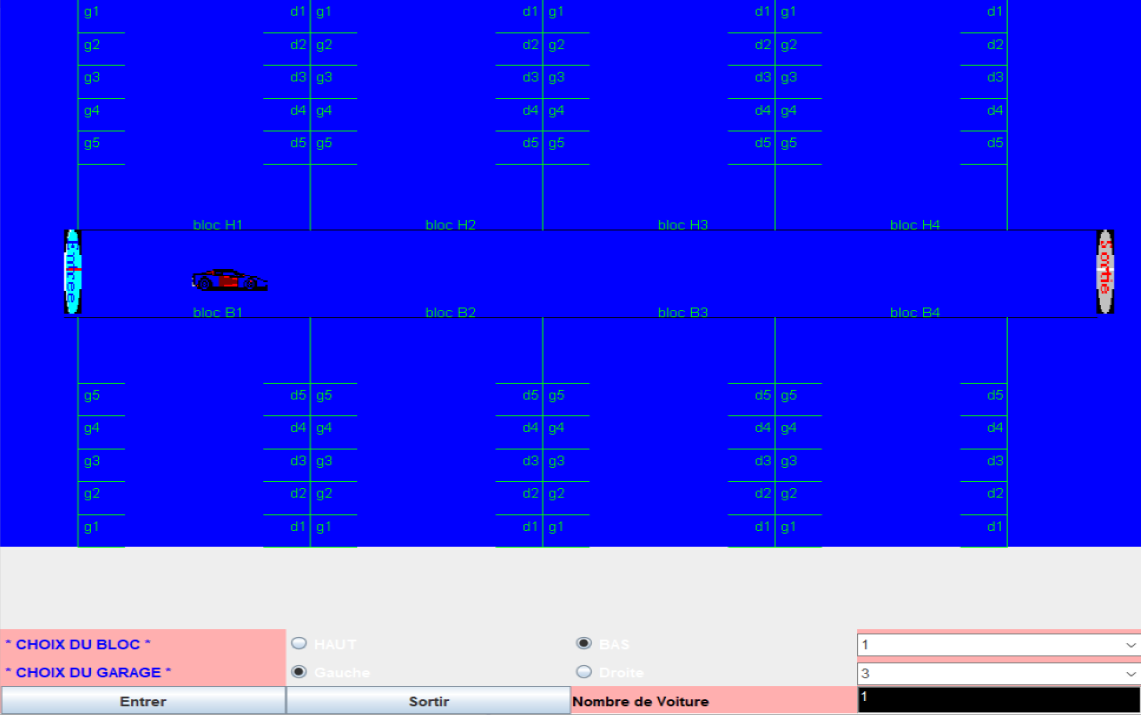 g1 d1 g1 d1 g1 d1 g1 d1
g2 d2 g2 d2 g2 d2 g2 d2
g3 d3 g3 d3 g3 d3 g3 d3
g4 d4 g4 d4 g4 d4 g4 d4
g5 d5 g5 d5 g5 d5 g5 d5
bloc H1 bloc H2 bloc H3 bloc H4
Entree
Sortie
bloc B1 bloc B2 bloc B3 bloc B4
g5 d5 g5 d5 g5 d5 g5 d5
g4 d4 g4 d4 g4 d4 g4 d4
g3 d3 g3 d3 g3 d3 g3 d3
g2 d2 g2 d2 g2 d2 g2 d2
g1 d1 g1 d1 g1 d1 g1 d1
* CHOIX DU BLOC * HAUT BAS 1
* CHOIX DU GARAGE * Gauche Droite 3
Entrer Sortir Nombre de Voiture 1